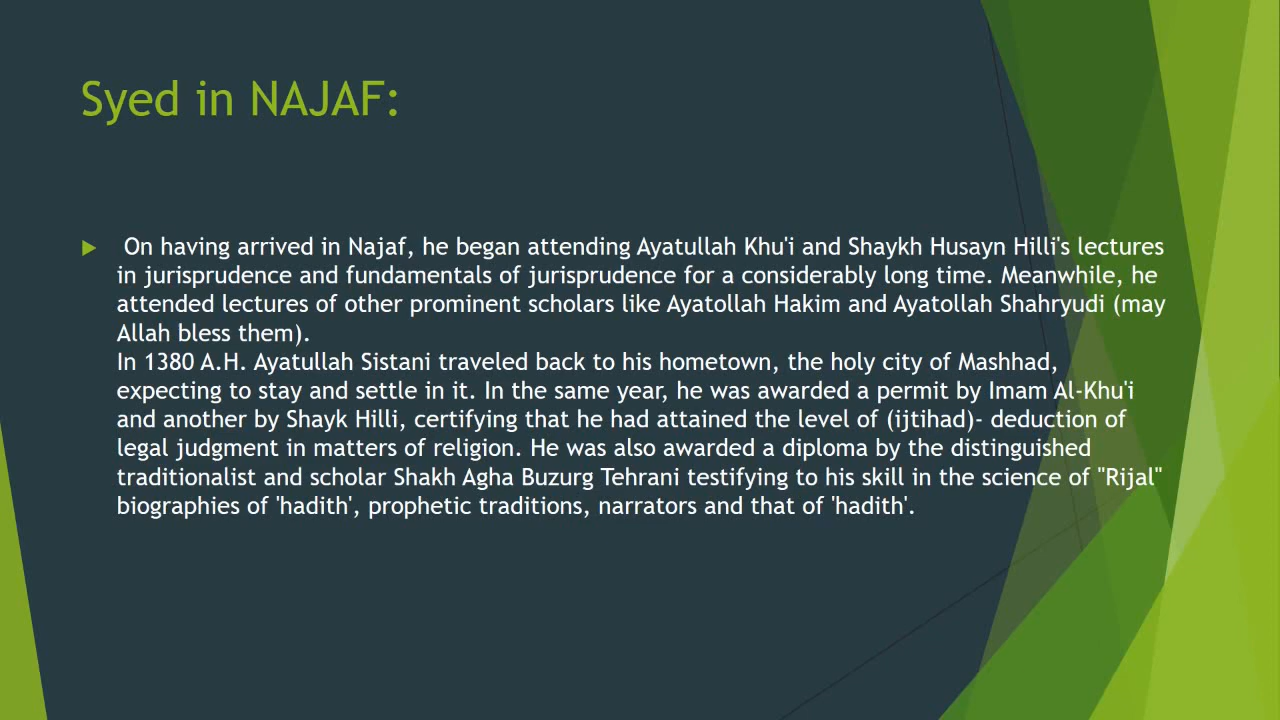 Syed in NAJAF:
On having arrived in Najaf, he began attending Ayatullah Khu'i and Shaykh Husayn Hilli's lectures
in jurisprudence and fundamentals of jurisprudence for a considerably long time. Meanwhile, he
attended lectures of other prominent scholars like Ayatollah Hakim and Ayatollah Shahryudi (may
Allah bless them).
In 1380 A.H. Ayatullah Sistani traveled back to his hometown, the holy city of Mashhad,
expecting to stay and settle in it. In the same year, he was awarded a permit by Imam Al-Khu'i
and another by Shayk Hilli, certifying that he had attained the level of (ijtihad)- deduction of
legal judgment in matters of religion. He was also awarded a diploma by the distinguished
traditionalist and scholar Shakh Agha Buzurg Tehrani testifying to his skill in the science of "Rijal"
biographies of 'hadith', prophetic traditions, narrators and that of 'hadith'.